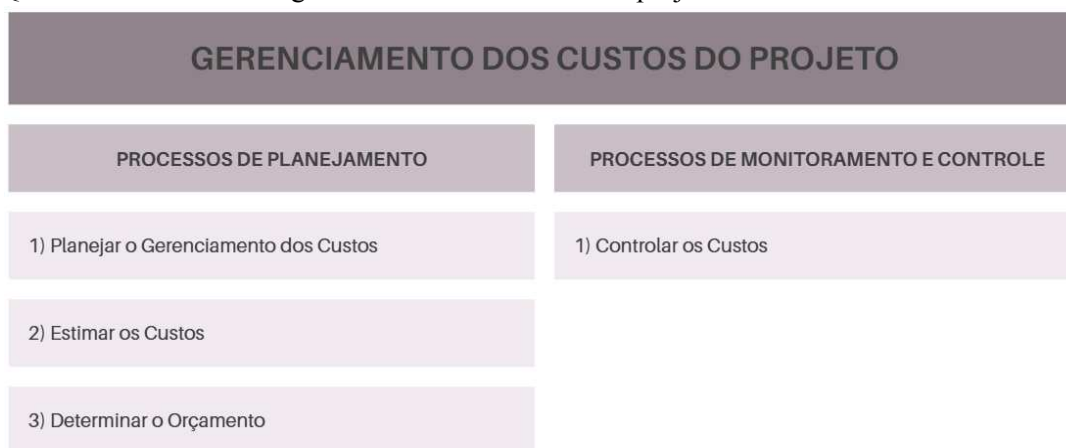 GERENCIAMENTO DOS CUSTOS DO PROJETO
PROCESSOS DE PLANEJAMENTO
PROCESSOS DE MONITORAMENTO E CONTROLE
1) Planejar o Gerenciamento dos Custos
1) Controlar os Custos
2) Estimar os Custos
3) Determinar o Orçamento